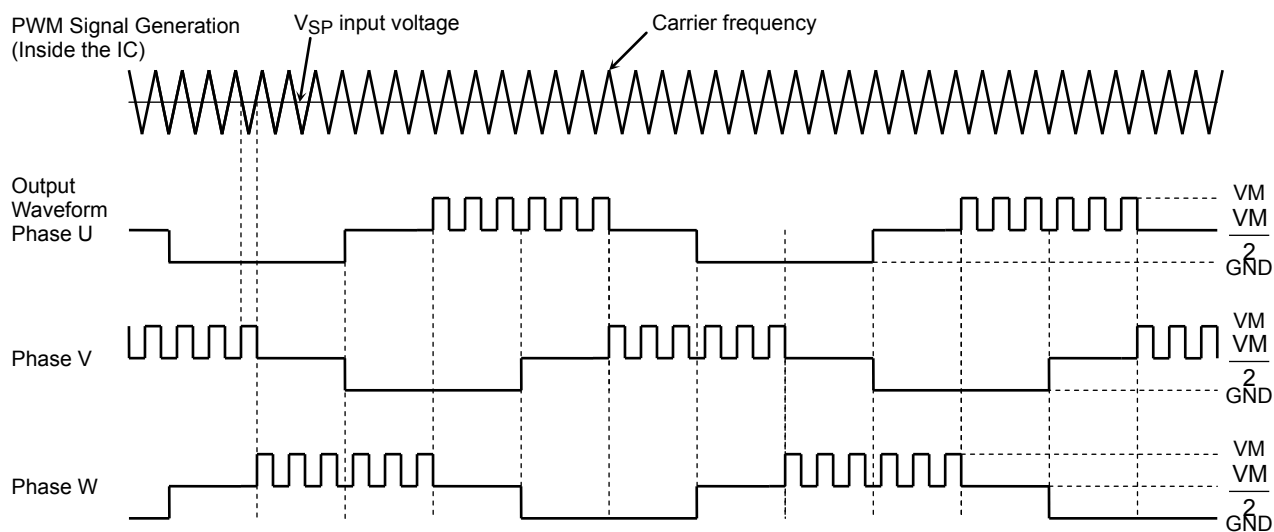 PWM Signal Generation
(Inside the IC)
VSP input voltage
Carrier frequency
Output
Waveform
Phase U
VM
VM
2
GND
Phase V
VM
VM
2
GND
Phase W
VM
VM
2
GND